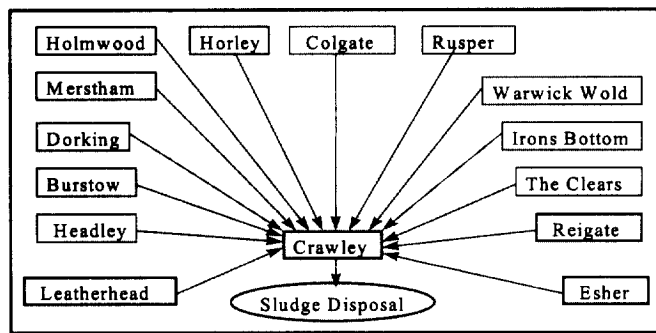 Holmwood
Horley
Colgate
Rusper
Merstham
Warwick Wold
Dorking
Irons Bottom
Burstow
The Clears
Headley
Reigate
Crawley
Leatherhead
Esher
Sludge Disposal